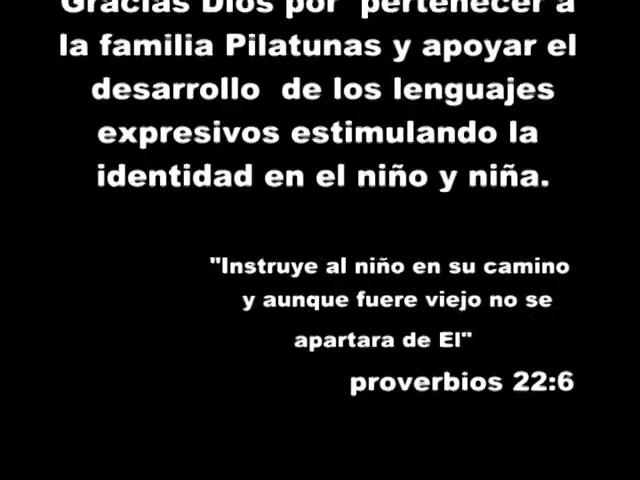 Gracias Dios por pertenecer a
la familia Pilatunas y apoyar el
desarrollo de los lenguajes
expresivos estimulando la
identidad en el niño y niña.
"Instruye al niño en su camino
y aunque fuere viejo no se
apartara de El"
proverbios 22:6